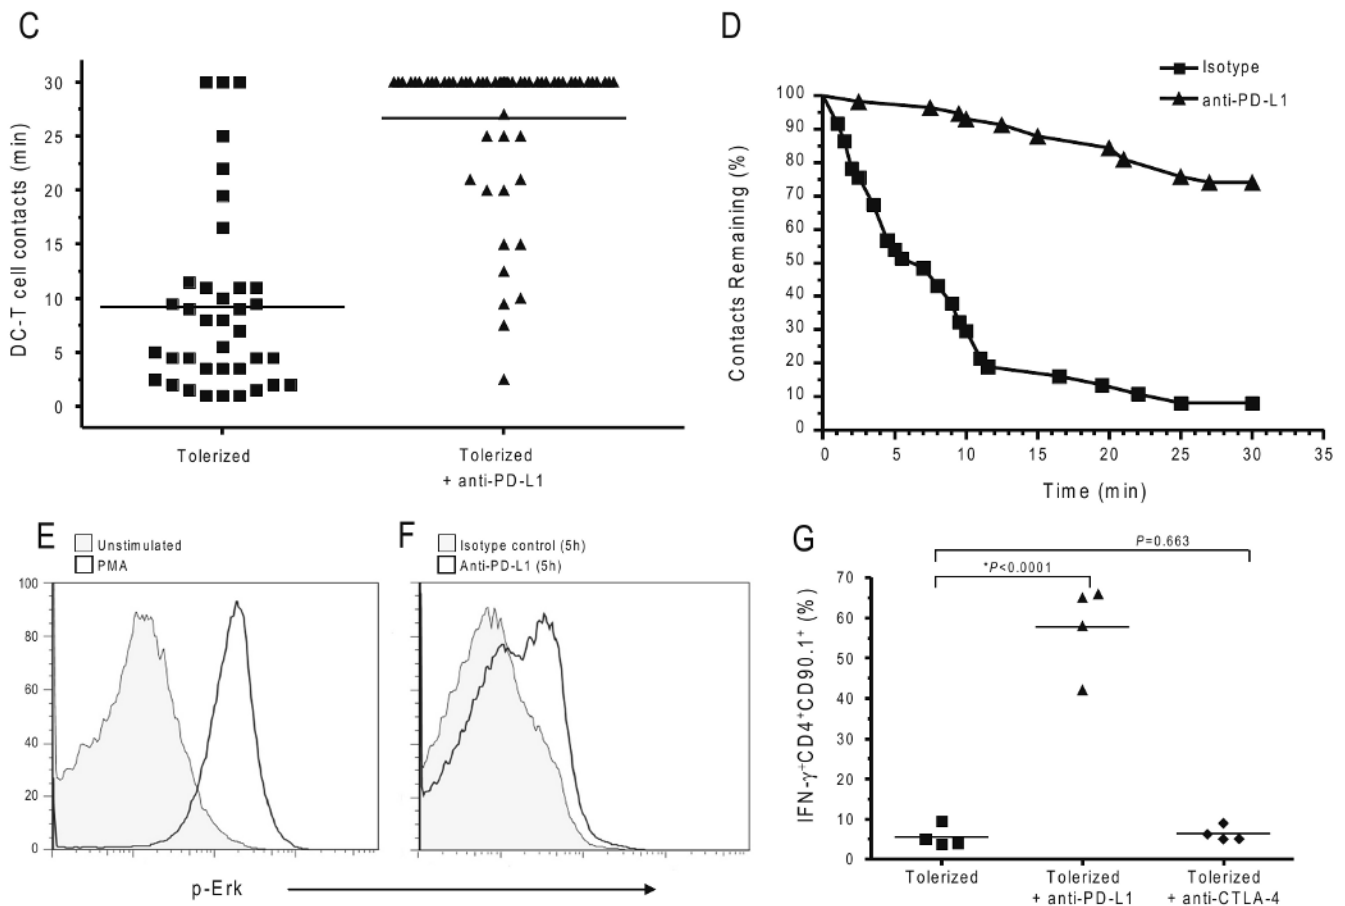 C
DC-T cell contacts (min)
30
25
20
15
10
5
0
Tolerized
Tolerized
+ anti-PD-L1
D
Isotype
anti-PD-L1
Contacts Remaining (%)
100
90
80
70
60
50
40
30
20
10
0
0 5 10 15 20 25 30 35
Time (min)
E
Unstimulated
PMA
100
80
60
40
20
0
F
Isotype control (5h)
Anti-PD-L1 (5h)
p-Erk
G
P=0.663
*P<0.0001
IFN-γ⁺CD4⁺CD90.1⁺ (%)
70
60
50
40
30
20
10
0
Tolerized
Tolerized
+ anti-PD-L1
Tolerized
+ anti-CTLA-4